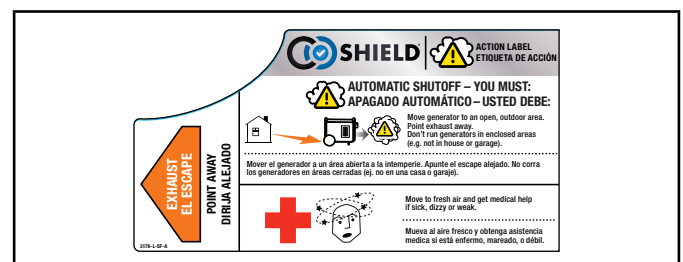 CO SHIELD®
ACTION LABEL
ETIQUETA DE ACCIÓN
AUTOMATIC SHUTOFF – YOU MUST:
APAGADO AUTOMÁTICO – USTED DEBE:
Move generator to an open, outdoor area.
Point exhaust away.
Don't run generators in enclosed areas
(e.g. not in house or garage).
Mover el generador a un área abierta a la intemperie. Apunte el escape alejado. No corra
los generadores en áreas cerradas (ej. no en una casa o garaje).
Move to fresh air and get medical help
if sick, dizzy or weak.
Mueva al aire fresco y obtenga asistencia
medica si está enfermo, mareado, o débil.
EXHAUST
EL ESCAPE
POINT AWAY
DIRIJA ALEJADO
3176-L-SF-A